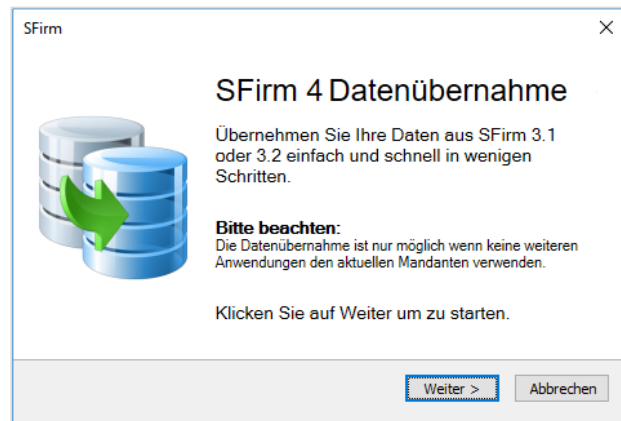 SFirm
SFirm 4 Datenübernahme
Übernehmen Sie Ihre Daten aus SFirm 3.1
oder 3.2 einfach und schnell in wenigen
Schritten.
Bitte beachten:
Die Datenübernahme ist nur möglich wenn keine weiteren
Anwendungen den aktuellen Mandanten verwenden.
Klicken Sie auf Weiter um zu starten.
Weiter >
Abbrechen